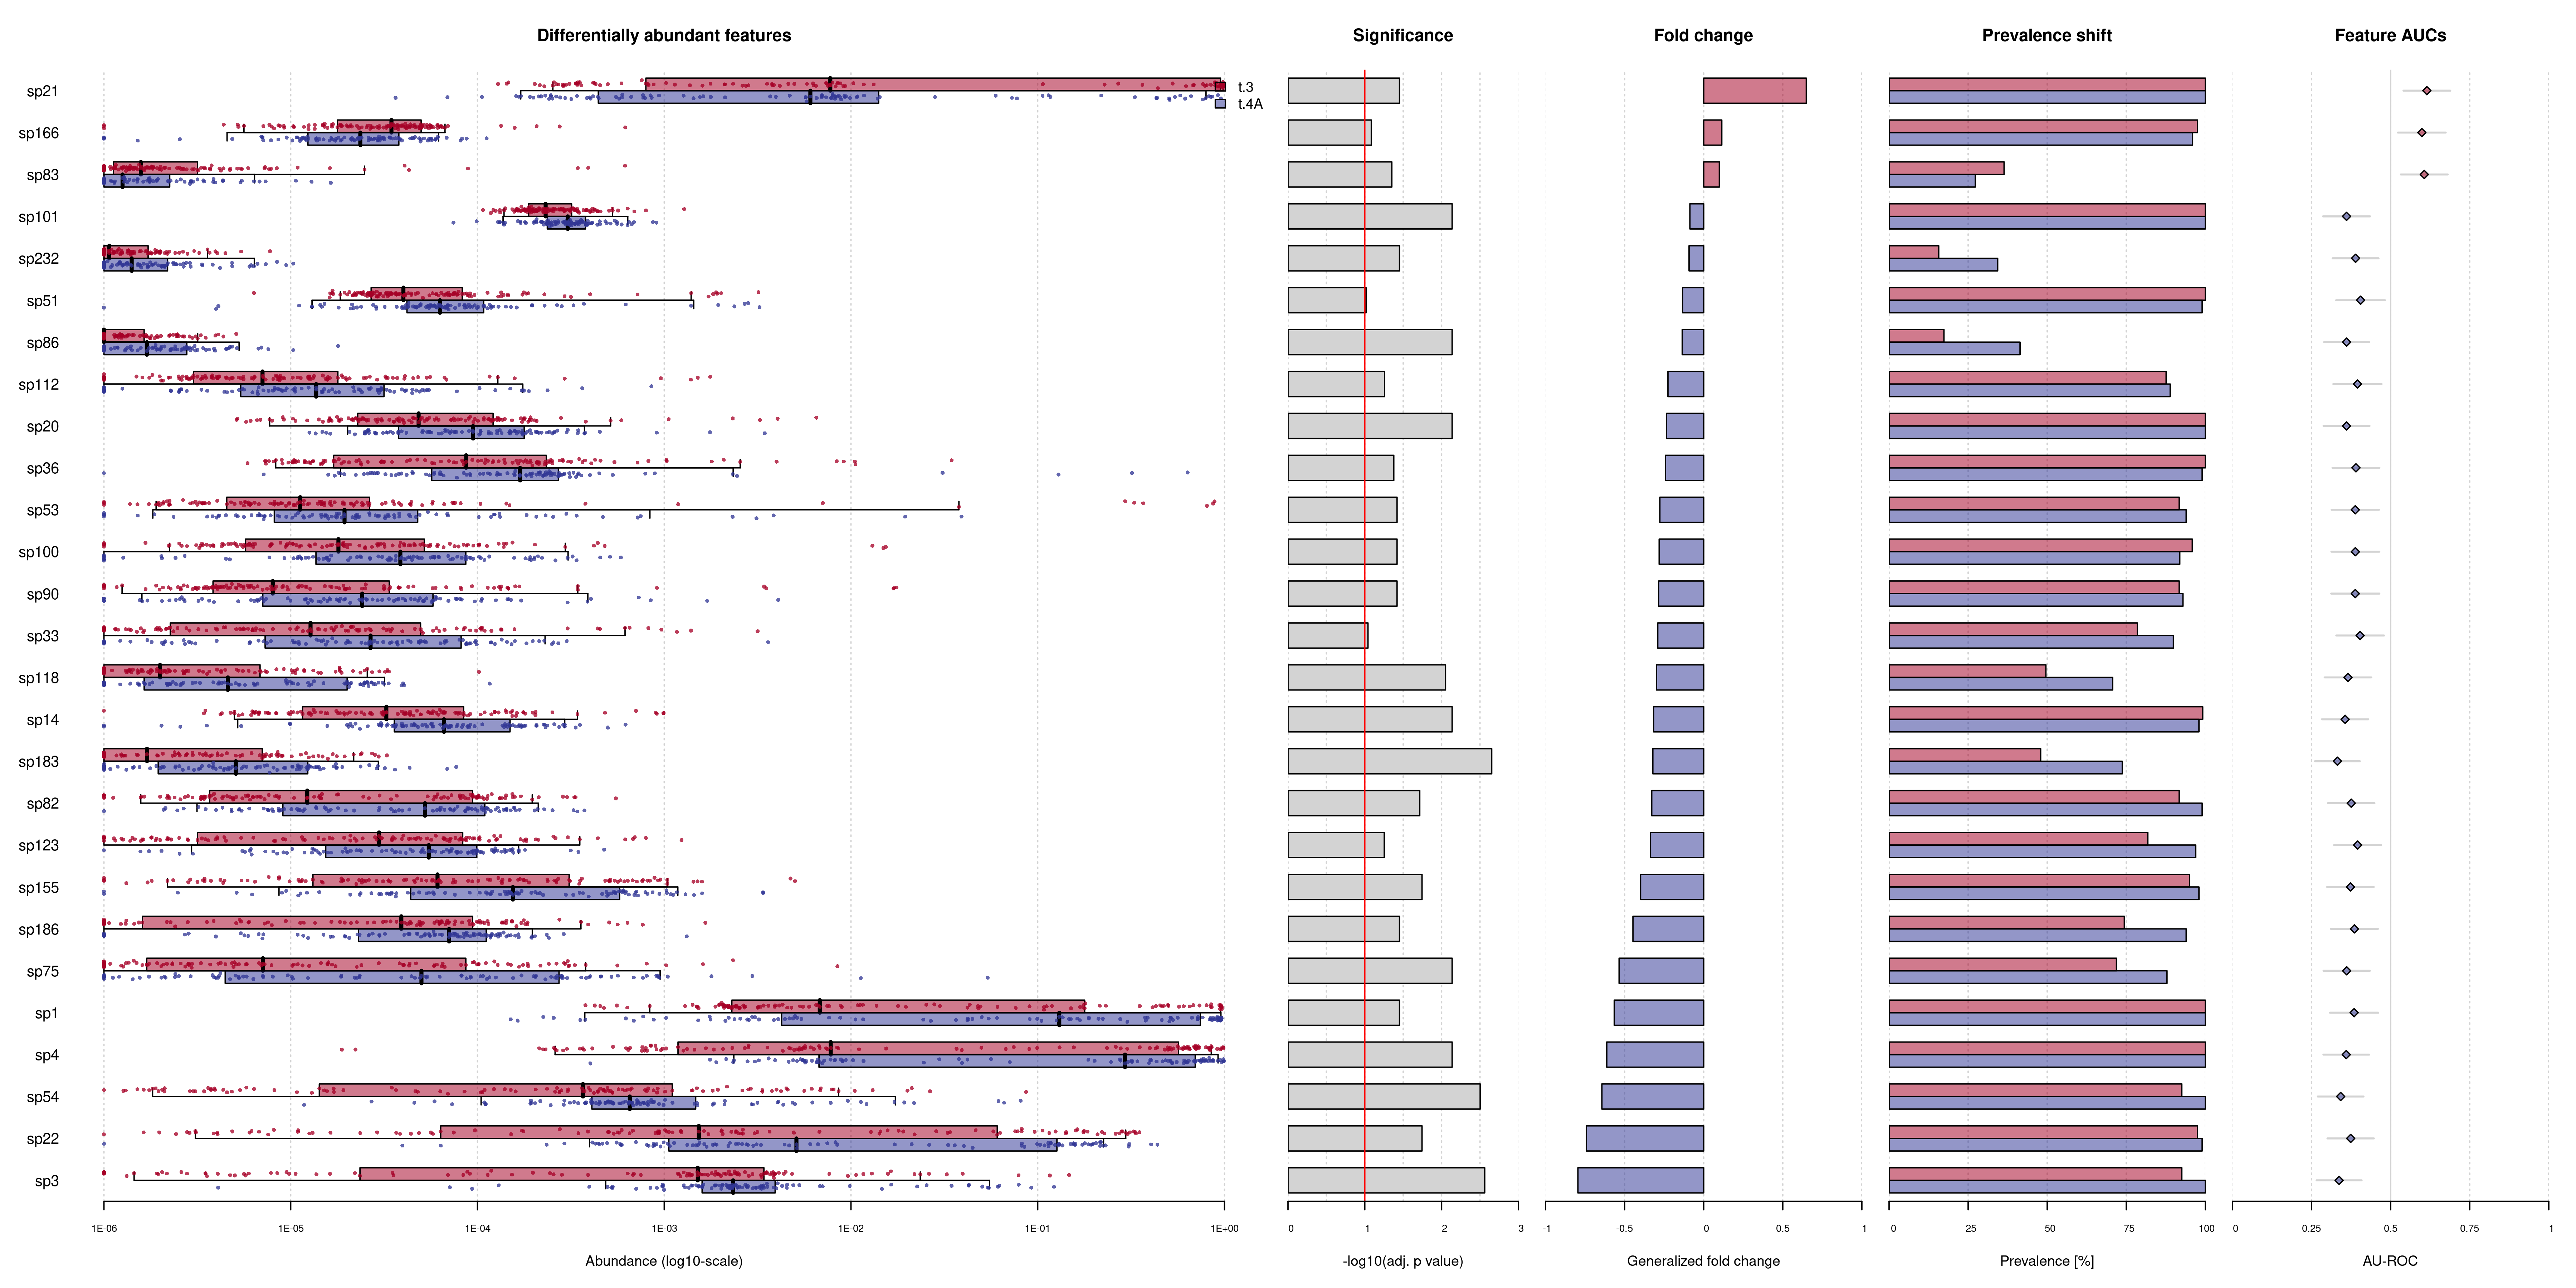 Differentially abundant features
Significance
Fold change
Prevalence shift
Feature AUCs
t.3
t.4A
sp21
sp166
sp83
sp101
sp232
sp51
sp86
sp112
sp20
sp36
sp53
sp100
sp90
sp33
sp118
sp14
sp183
sp82
sp123
sp155
sp186
sp75
sp1
sp4
sp54
sp22
sp3
1E-06 1E-05 1E-04 1E-03 1E-02 1E-01 1E+00
0 1 2 3
-1 -0.5 0 0.5 1
0 25 50 75 100
0 0.25 0.5 0.75 1
Abundance (log10-scale)
-log10(adj. p value)
Generalized fold change
Prevalence [%]
AU-ROC